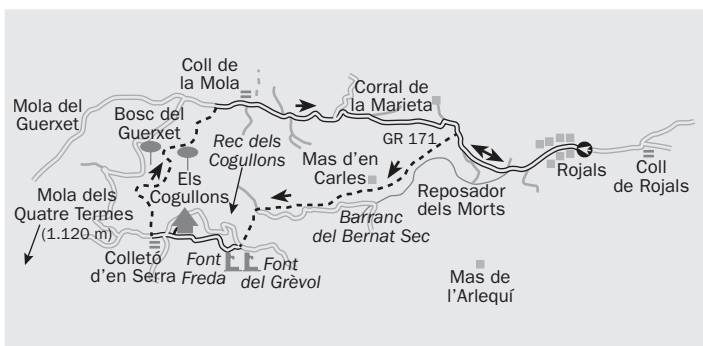 Coll de
la Mola
Corral de
la Marieta
Mola del
Guerxet
Bosc del
Guerxet
Rec dels
Cogullons
GR 171
Mas d'en
Carles
Rojals
Coll
de Rojals
Els
Cogullons
Reposador
dels Morts
Mola dels
Quatre Termes
(1.120 m)
Barranc
del Bernat Sec
Colletó
d'en Serra
Font
Freda
Font
del Grèvol
Mas de
l'Arlequí